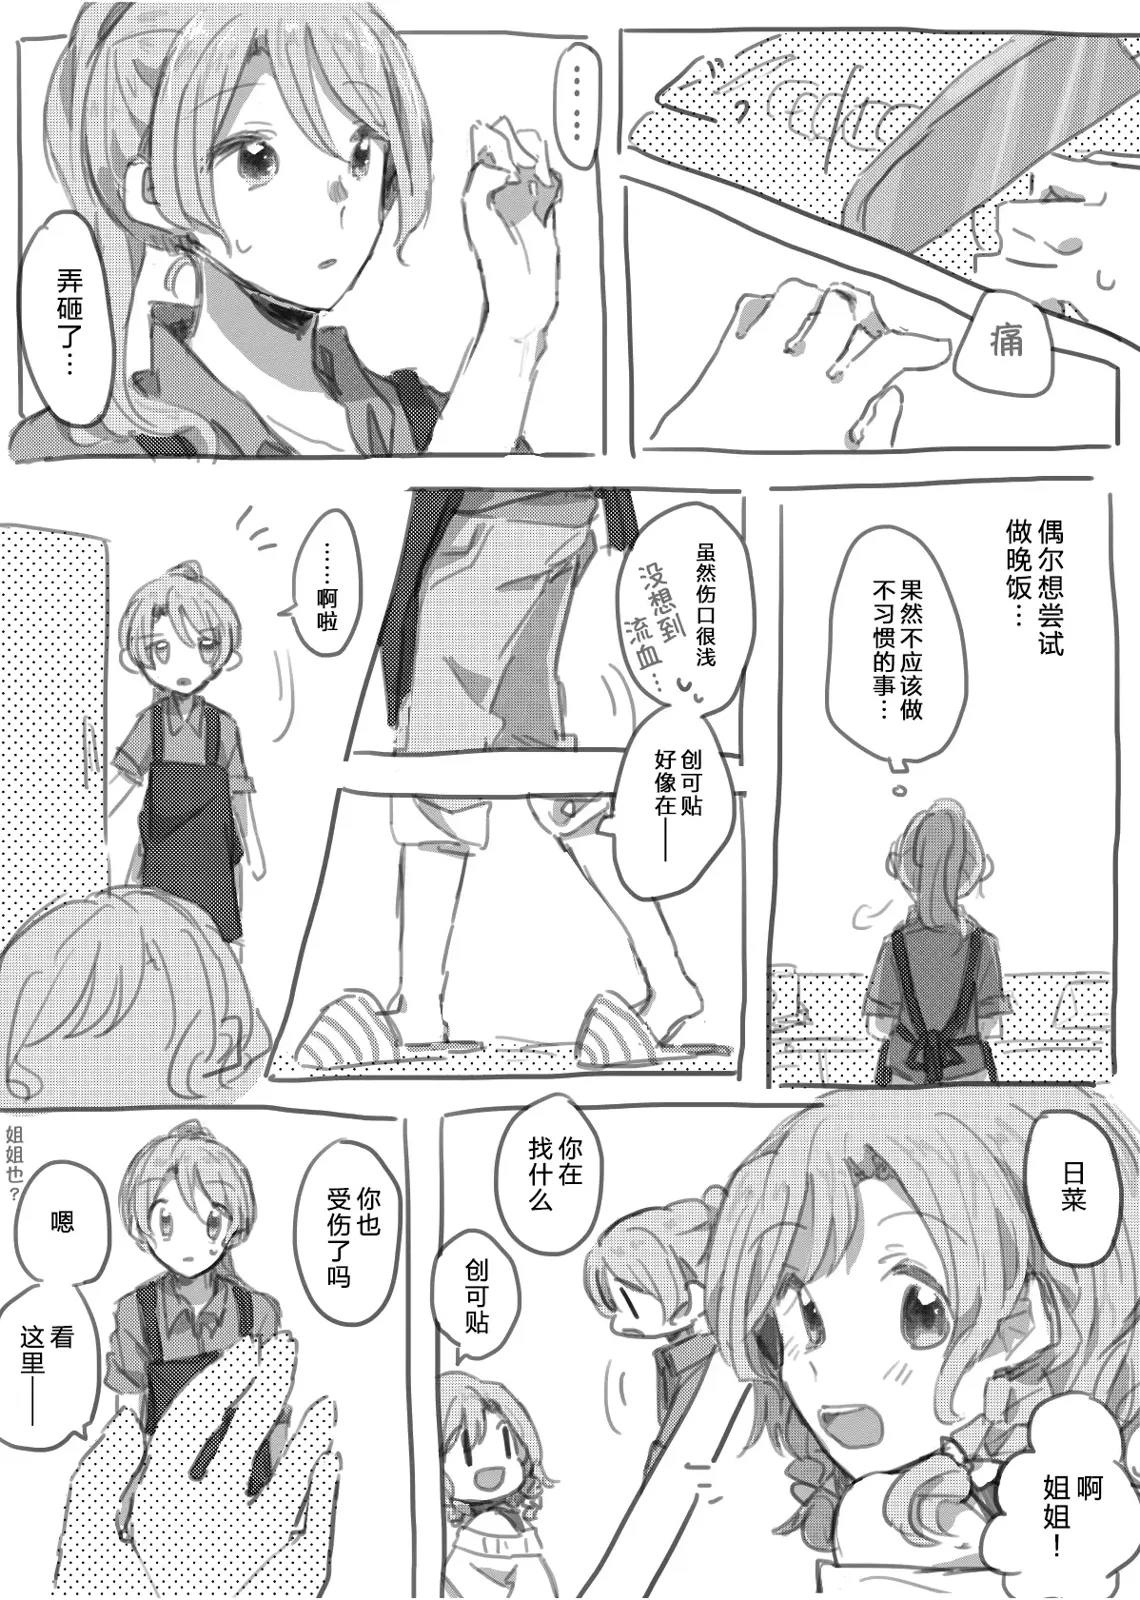 痛
……
弄砸了…
偶尔想尝试
做晚饭…
果然不应该做
不习惯的事…
虽然伤口很浅
没想到
流血…
创可贴
好像在——
……啊啦
日菜
啊
姐姐！
你在
找什么
创可贴
你也
受伤了吗
嗯
看
这里——
姐姐也？